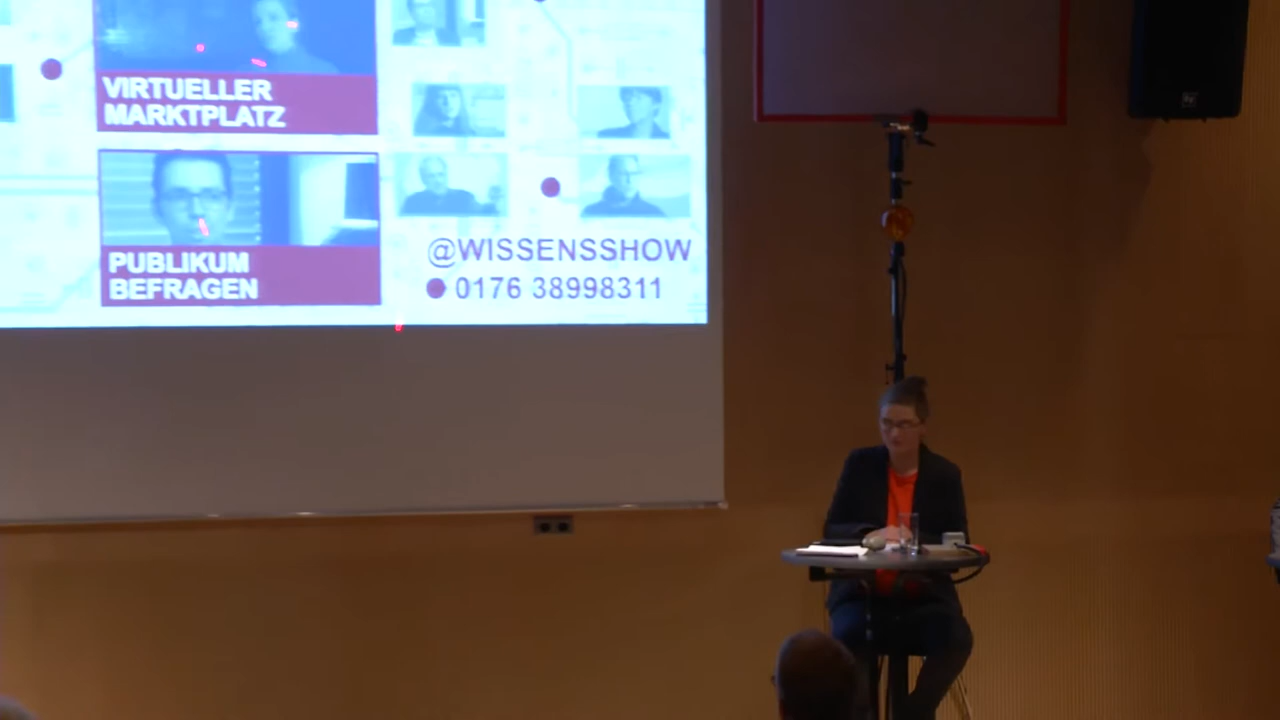 VIRTUELLER
MARKTPLATZ
PUBLIKUM
BEFRAGEN
@WISSENSSHOW
0176 38998311